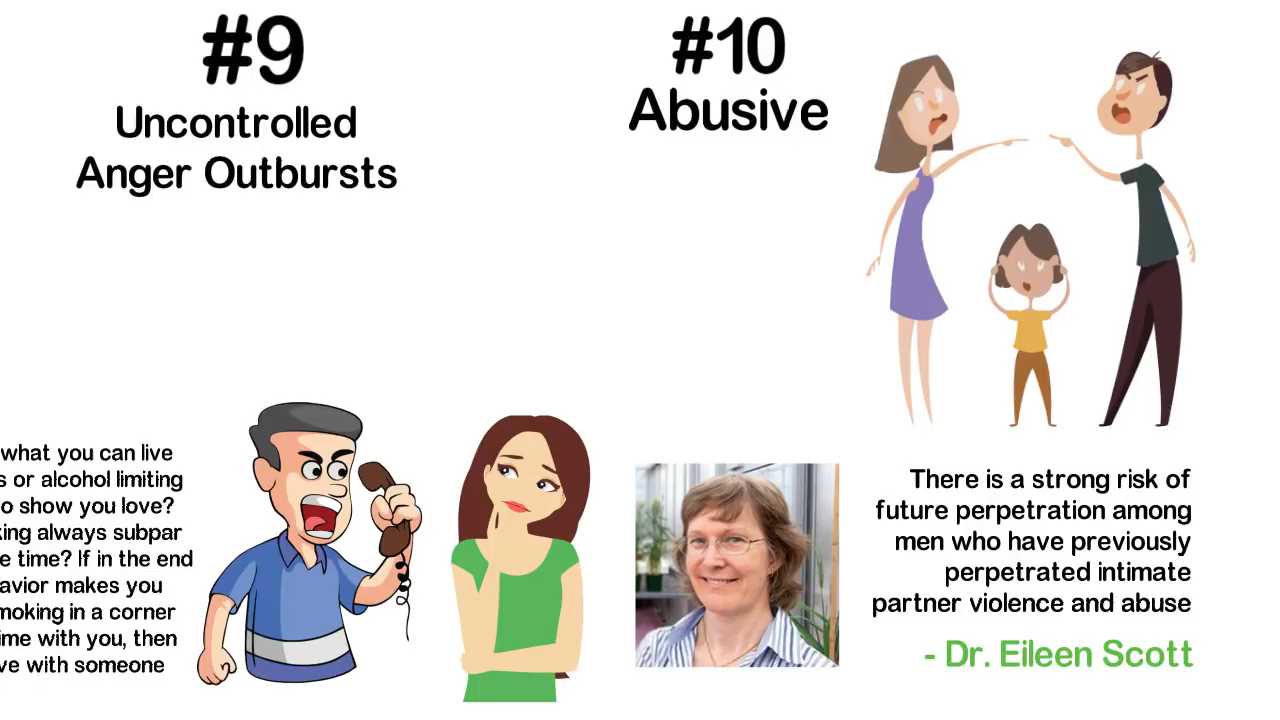 #9
Uncontrolled
Anger Outbursts
what you can live
s or alcohol limiting
o show you love?
king always subpar
e time? If in the end
avior makes you
moking in a corner
ime with you, then
ve with someone
#10
Abusive
There is a strong risk of
future perpetration among
men who have previously
perpetrated intimate
partner violence and abuse
- Dr. Eileen Scott